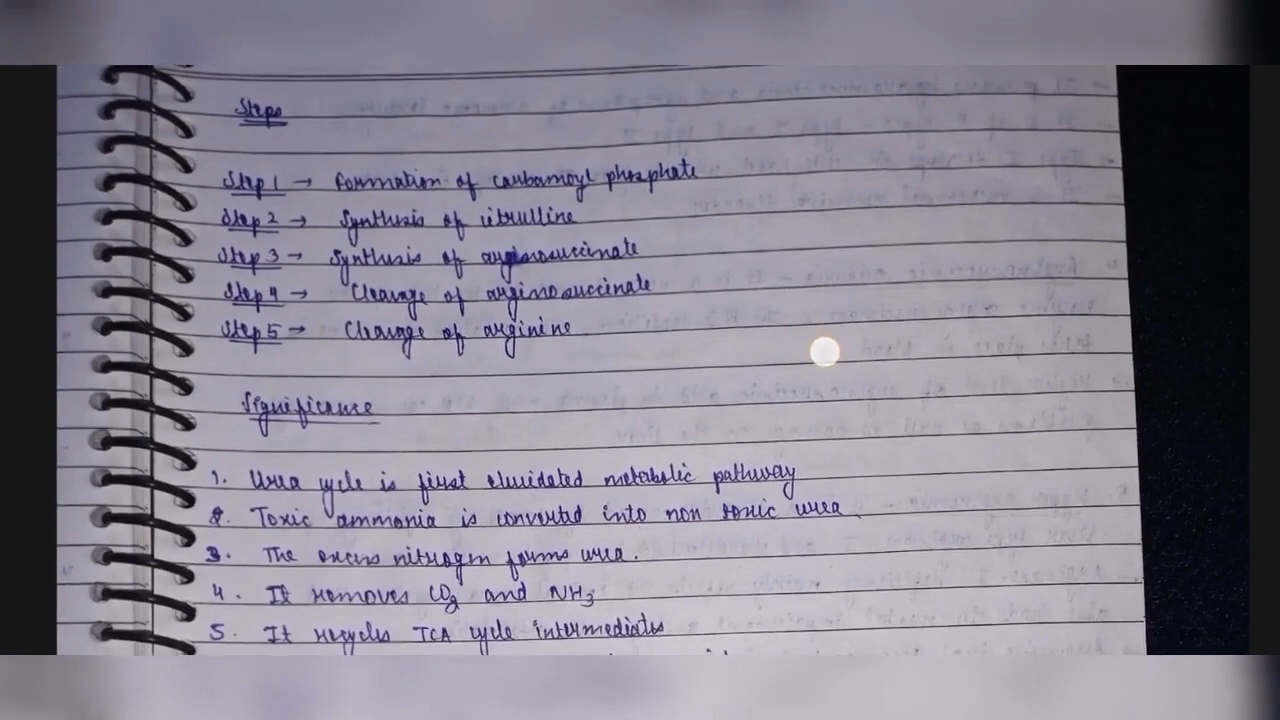 Steps
Step 1 → Formation of carbamoyl phosphate
Step 2 → Synthesis of citrulline
Step 3 → Synthesis of arginosuccinate
Step 4 → Cleavage of arginosuccinate
Step 5 → Cleavage of arginine
Significance
1. Urea cycle is first elucidated metabolic pathway
2. Toxic ammonia is converted into non toxic urea
3. The excess nitrogen forms urea.
4. It removes CO2 and NH3
5. It recycles TCA cycle intermediates